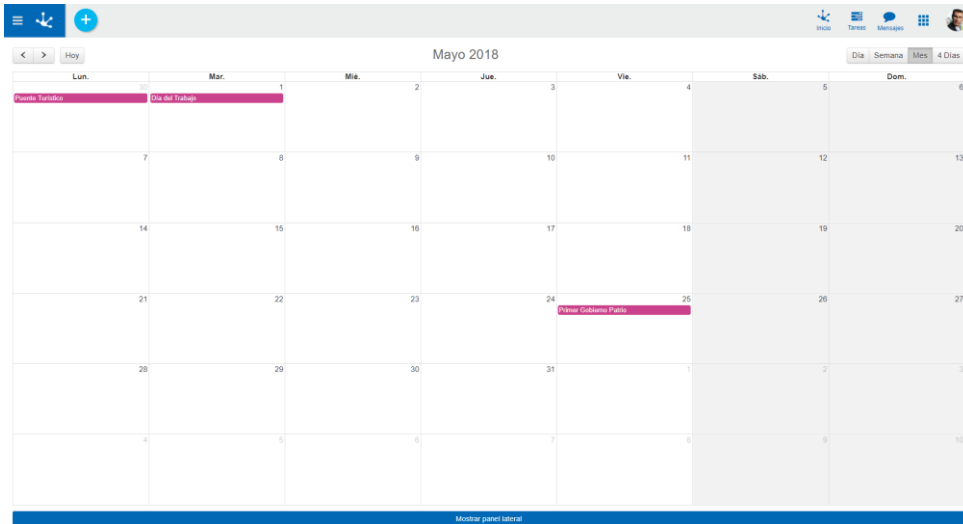 Inicio Tareas Mensajes
Hoy Mayo 2018 Día Semana Mes 4 Días
Lun. Mar. Mié. Jue. Vie. Sáb. Dom.
30 1 2 3 4 5 6
Puente Turístico Día del Trabajo
7 8 9 10 11 12 13
14 15 16 17 18 19 20
21 22 23 24 25 26 27
Primer Gobierno Patrio
28 29 30 31 1 2 3
4 5 6 7 8 9 10
Mostrar panel lateral